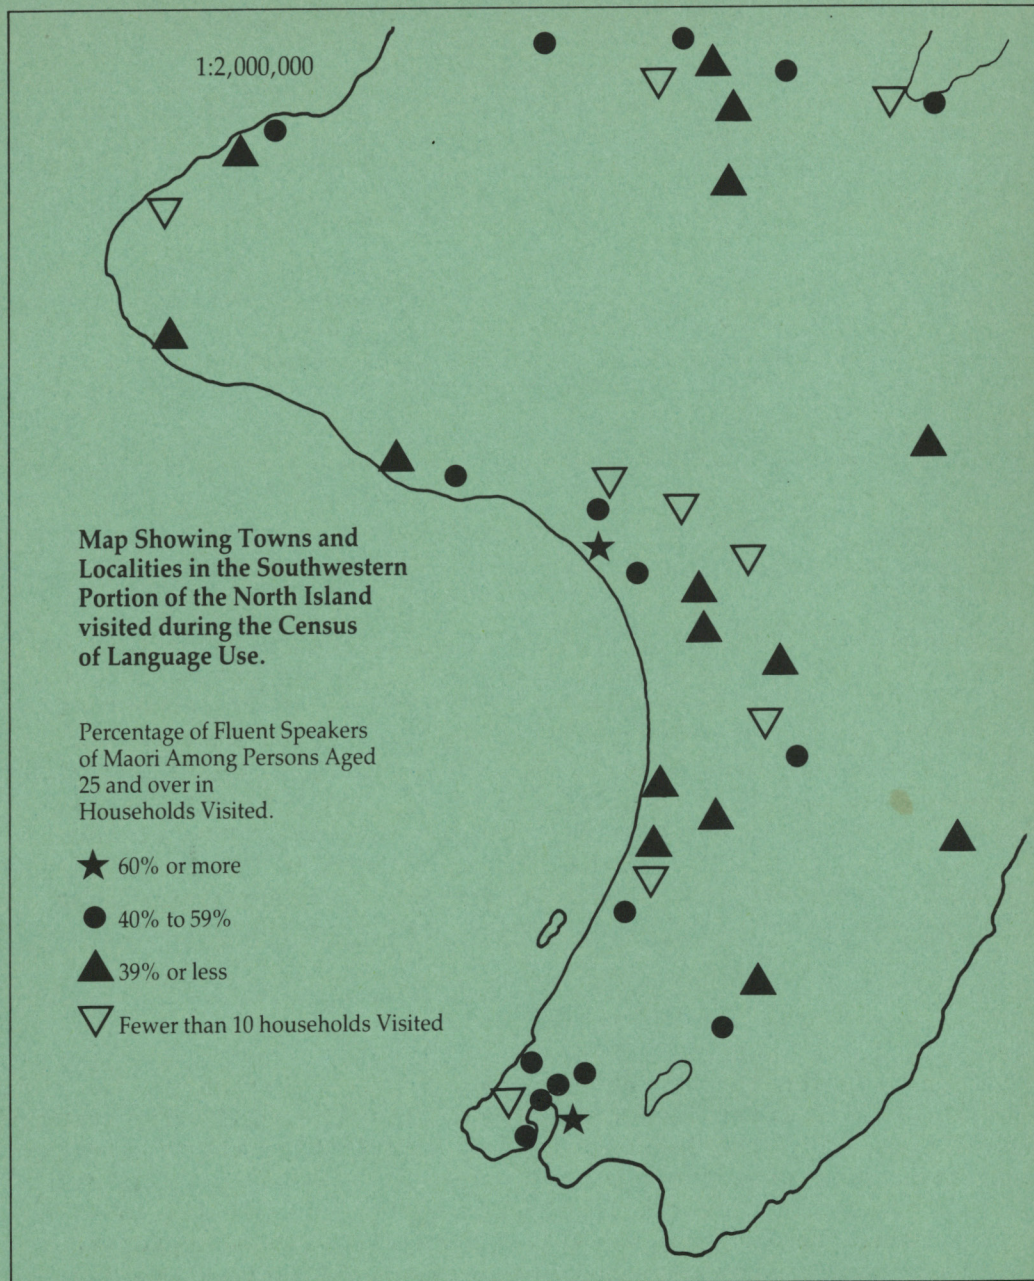 1:2,000,000
Map Showing Towns and
Localities in the Southwestern
Portion of the North Island
visited during the Census
of Language Use.
Percentage of Fluent Speakers
of Maori Among Persons Aged
25 and over in
Households Visited.
60% or more
40% to 59%
39% or less
Fewer than 10 households Visited